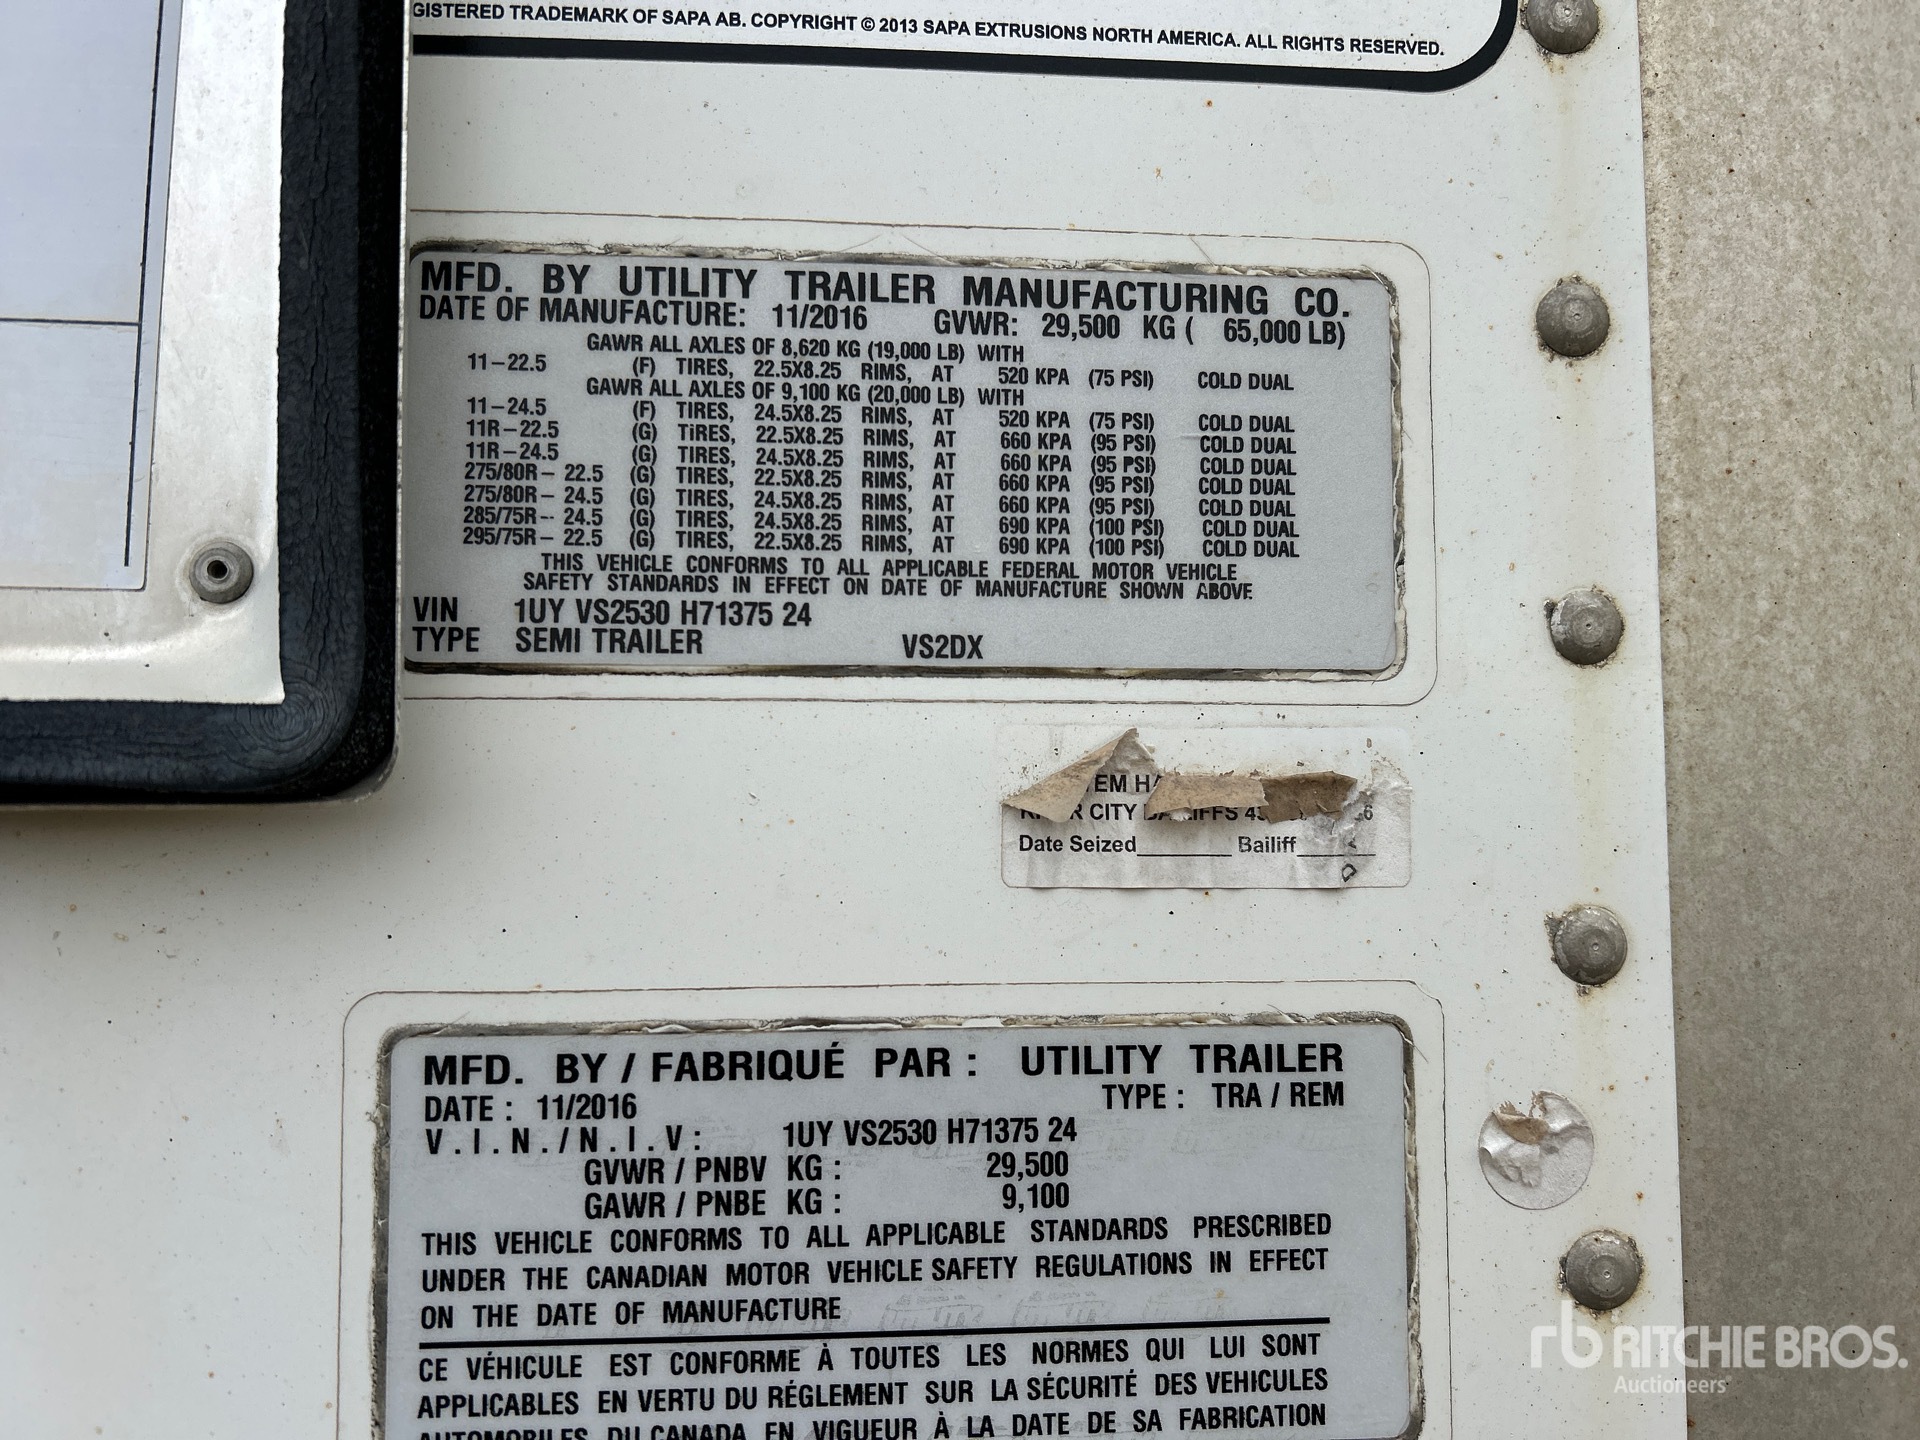 GISTERED TRADEMARK OF SAPA AB. COPYRIGHT © 2013 SAPA EXTRUSIONS NORTH AMERICA. ALL RIGHTS RESERVED.
MFD. BY UTILITY TRAILER MANUFACTURING CO.
DATE OF MANUFACTURE: 11/2016 GVWR: 29,500 KG ( 65,000 LB)
GAWR ALL AXLES OF 8,620 KG (19,000 LB) WITH
11-22.5 (F) TIRES, 22.5X8.25 RIMS, AT 520 KPA (75 PSI) COLD DUAL
GAWR ALL AXLES OF 9,100 KG (20,000 LB) WITH
11-24.5 (F) TIRES, 24.5X8.25 RIMS, AT 520 KPA (75 PSI) COLD DUAL
11R-22.5 (G) TIRES, 22.5X8.25 RIMS, AT 660 KPA (95 PSI) COLD DUAL
11R-24.5 (G) TIRES, 24.5X8.25 RIMS, AT 660 KPA (95 PSI) COLD DUAL
275/80R- 22.5 (G) TIRES, 22.5X8.25 RIMS, AT 660 KPA (95 PSI) COLD DUAL
275/80R- 24.5 (G) TIRES, 24.5X8.25 RIMS, AT 660 KPA (95 PSI) COLD DUAL
285/75R- 24.5 (G) TIRES, 24.5X8.25 RIMS, AT 690 KPA (100 PSI) COLD DUAL
295/75R- 22.5 (G) TIRES, 22.5X8.25 RIMS, AT 690 KPA (100 PSI) COLD DUAL
THIS VEHICLE CONFORMS TO ALL APPLICABLE FEDERAL MOTOR VEHICLE
SAFETY STANDARDS IN EFFECT ON DATE OF MANUFACTURE SHOWN ABOVE
VIN 1UY VS2530 H71375 24
TYPE SEMI TRAILER VS2DX
EM HA
CITY
Date Seized Bailiff
MFD. BY / FABRIQUÉ PAR : UTILITY TRAILER
DATE : 11/2016 TYPE : TRA / REM
V.I.N./N.I.V: 1UY VS2530 H71375 24
GVWR / PNBV KG : 29,500
GAWR / PNBE KG : 9,100
THIS VEHICLE CONFORMS TO ALL APPLICABLE STANDARDS PRESCRIBED
UNDER THE CANADIAN MOTOR VEHICLE SAFETY REGULATIONS IN EFFECT
ON THE DATE OF MANUFACTURE
CE VÉHICULE EST CONFORME À TOUTES LES NORMES QUI LUI SONT
APPLICABLES EN VERTU DU RÉGLEMENT SUR LA SÉCURITÉ DES VEHICULES
AUTOMOBILES DU CANADA EN VIGUEUR À LA DATE DE SA FABRICATION
rb RITCHIE BROS.
Auctioneers